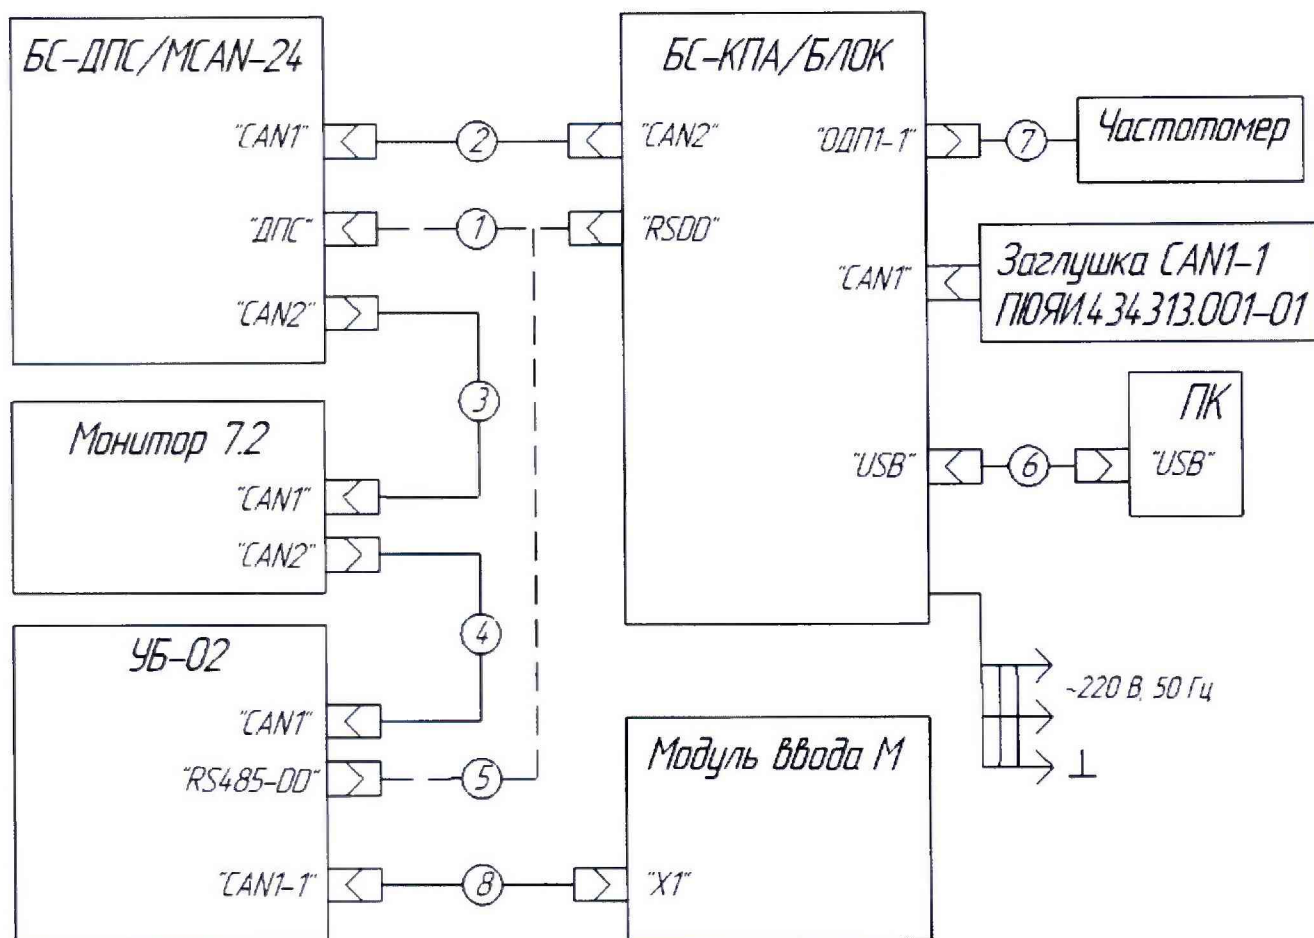 БС-ДПС/MCAN-24
"CAN1"
"ДПС"
"CAN2"
2
1
3
БС-КПА/БЛОК
"CAN2"
"RSDD"
"ОДП1-1"
"CAN1"
"USB"
7
Частотомер
Заглушка CAN1-1
ПЮЯИ.434313.001-01
6
ПК
"USB"
Монитор 7.2
"CAN1"
"CAN2"
4
УБ-02
"CAN1"
"RS485-DD"
"CAN1-1"
5
8
Модуль ввода М
"X1"
~220 В, 50 Гц